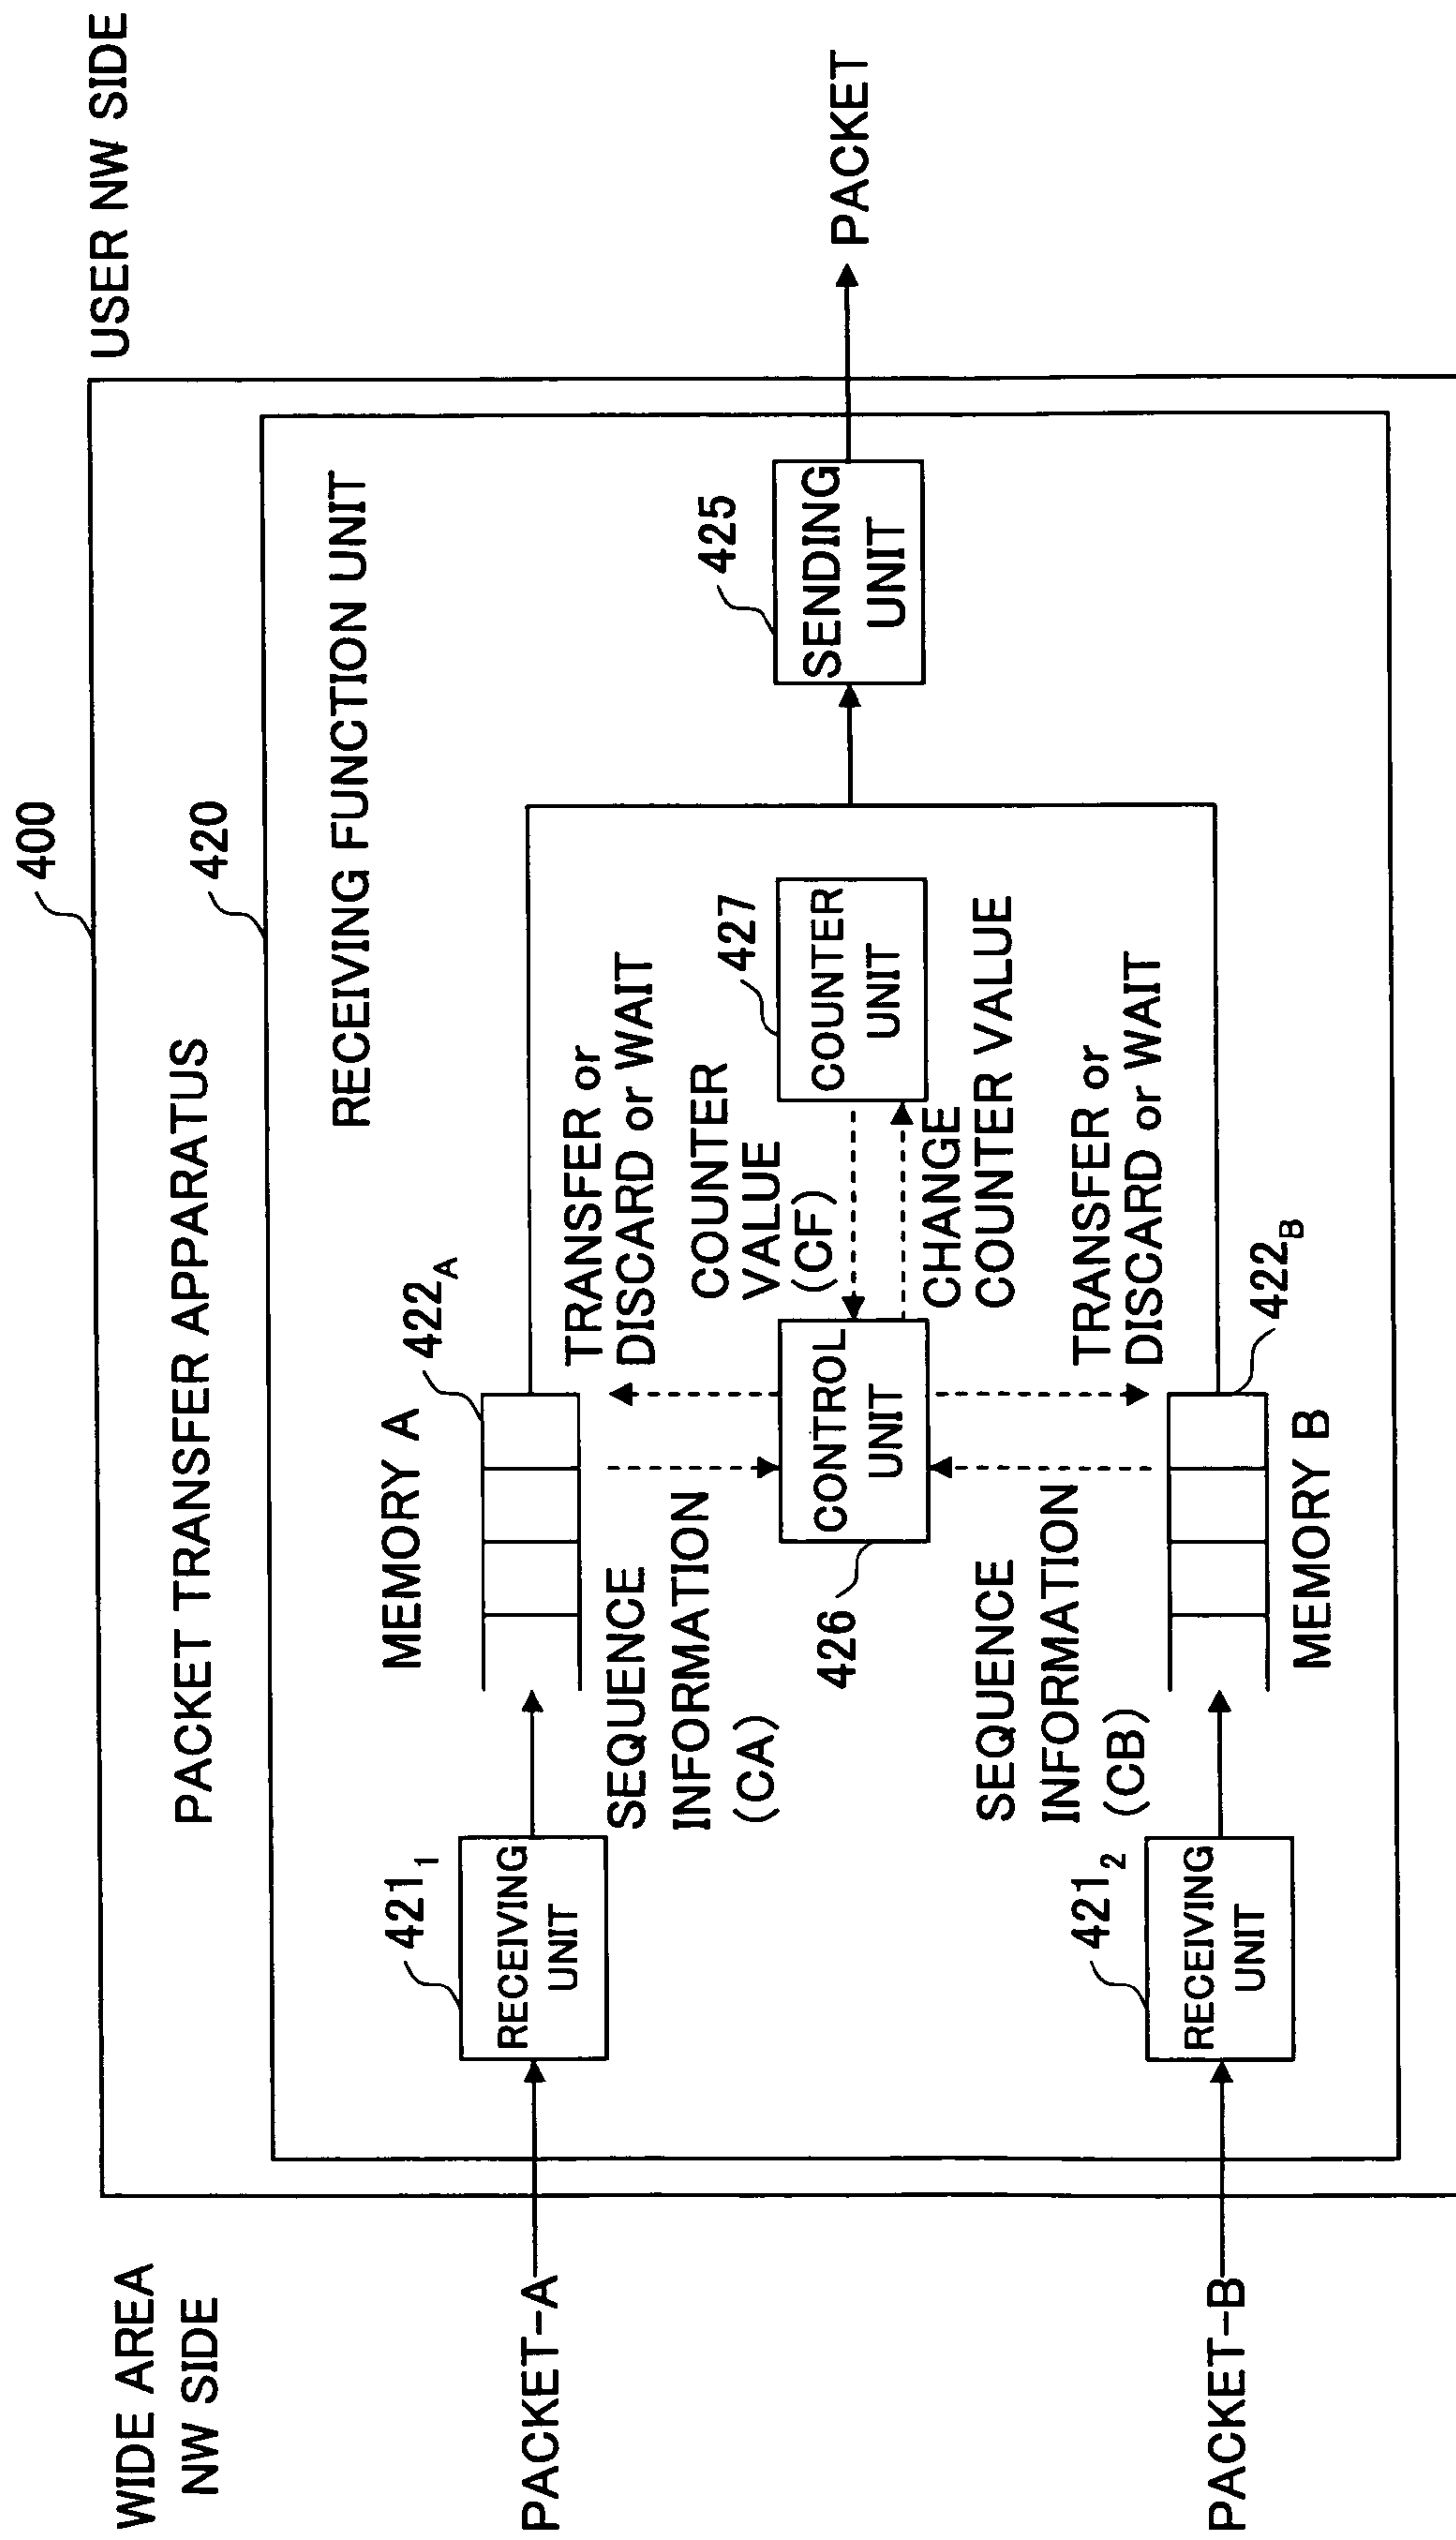 WIDE AREA
NW SIDE
USER NW SIDE
400
PACKET TRANSFER APPARATUS
420
RECEIVING FUNCTION UNIT
PACKET-A
421₁
RECEIVING
UNIT
MEMORY A
422A
SEQUENCE
INFORMATION
(CA)
TRANSFER or
DISCARD or WAIT
COUNTER
VALUE
(CF)
427
COUNTER
UNIT
425
SENDING
UNIT
PACKET
CONTROL
UNIT
426
CHANGE
COUNTER VALUE
SEQUENCE
INFORMATION
(CB)
TRANSFER or
DISCARD or WAIT
PACKET-B
421₂
RECEIVING
UNIT
422B
MEMORY B